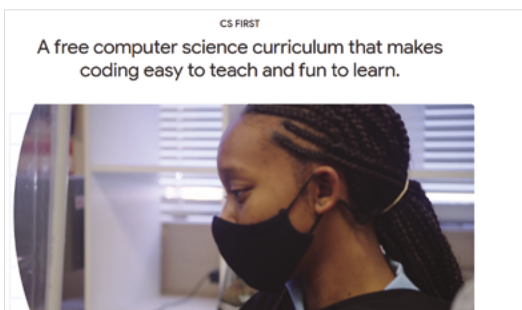 CS FIRST
A free computer science curriculum that makes
coding easy to teach and fun to learn.